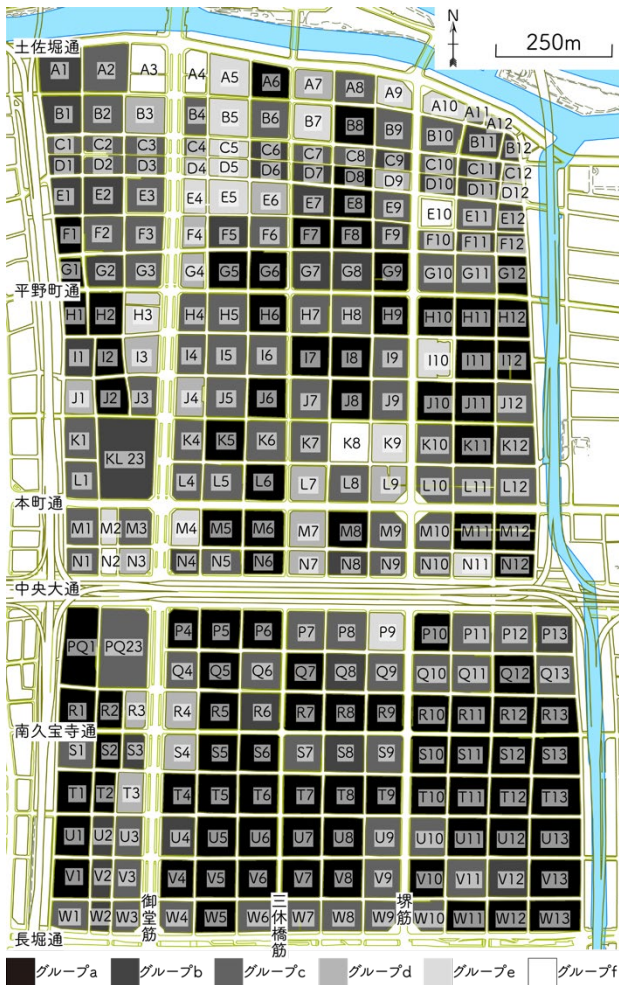 土佐堀通
N
250m
A1 A2 A3 A4 A5 A6 A7 A8 A9 A10 A11 A12
B1 B2 B3 B4 B5 B6 B7 B8 B9 B10 B11 B12
C1 C2 C3 C4 C5 C6 C7 C8 C9 C10 C11 C12
D1 D2 D3 D4 D5 D6 D7 D8 D9 D10 D11 D12
E1 E2 E3 E4 E5 E6 E7 E8 E9 E10 E11 E12
F1 F2 F3 F4 F5 F6 F7 F8 F9 F10 F11 F12
G1 G2 G3 G4 G5 G6 G7 G8 G9 G10 G11 G12
平野町通
H1 H2 H3 H4 H5 H6 H7 H8 H9 H10 H11 H12
I1 I2 I3 I4 I5 I6 I7 I8 I9 I10 I11 I12
J1 J2 J3 J4 J5 J6 J7 J8 J9 J10 J11 J12
K1 KL 23 K4 K5 K6 K7 K8 K9 K10 K11 K12
L1 L4 L5 L6 L7 L8 L9 L10 L11 L12
本町通
M1 M2 M3 M4 M5 M6 M7 M8 M9 M10 M11 M12
N1 N2 N3 N4 N5 N6 N7 N8 N9 N10 N11 N12
中央大通
PQ1 PQ23 P4 P5 P6 P7 P8 P9 P10 P11 P12 P13
Q4 Q5 Q6 Q7 Q8 Q9 Q10 Q11 Q12 Q13
R1 R2 R3 R4 R5 R6 R7 R8 R9 R10 R11 R12 R13
南久宝寺通
S1 S2 S3 S4 S5 S6 S7 S8 S9 S10 S11 S12 S13
T1 T2 T3 T4 T5 T6 T7 T8 T9 T10 T11 T12 T13
U1 U2 U3 U4 U5 U6 U7 U8 U9 U10 U11 U12 U13
V1 V2 V3 V4 V5 V6 V7 V8 V9 V10 V11 V12 V13
W1 W2 W3 W4 W5 W6 W7 W8 W9 W10 W11 W12 W13
御堂筋
三休橋筋
堺筋
長堀通
グループa グループb グループc グループd グループe グループf